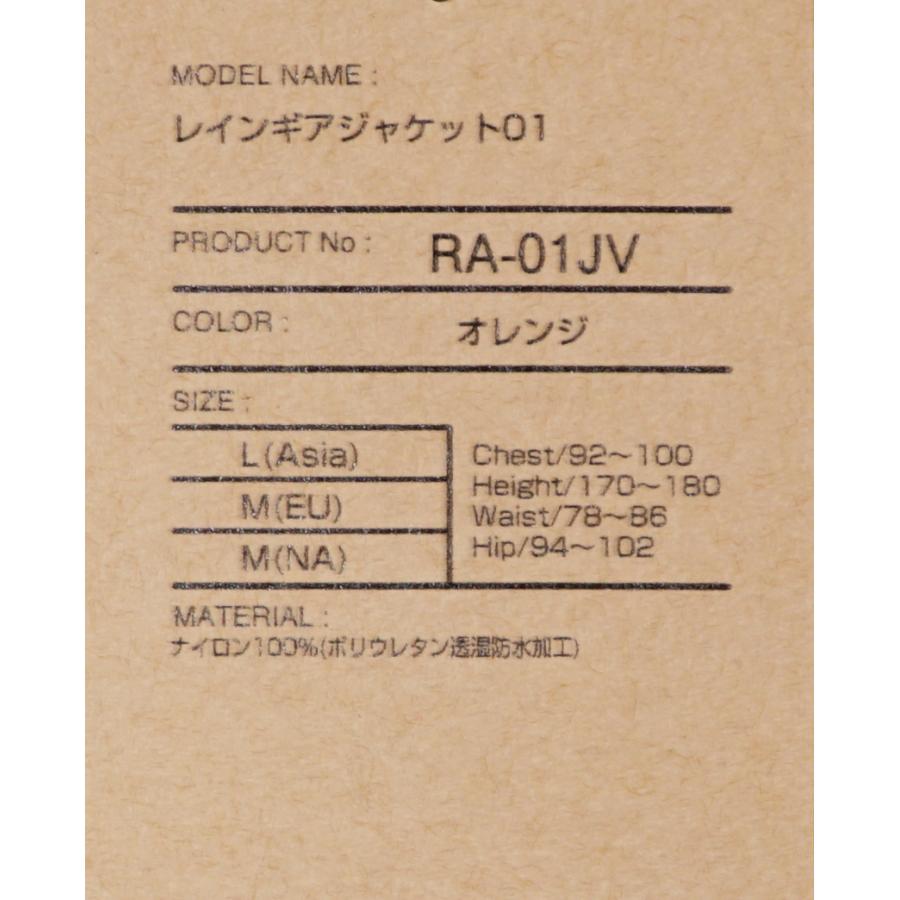 MODEL NAME :
レインギアジャケット01
PRODUCT No : RA-01JV
COLOR : オレンジ
SIZE :
L(Asia)
M(EU)
M(NA)
Chest/92～100
Height/170～180
Waist/78～86
Hip/94～102
MATERIAL :
ナイロン100%(ポリウレタン透湿防水加工)